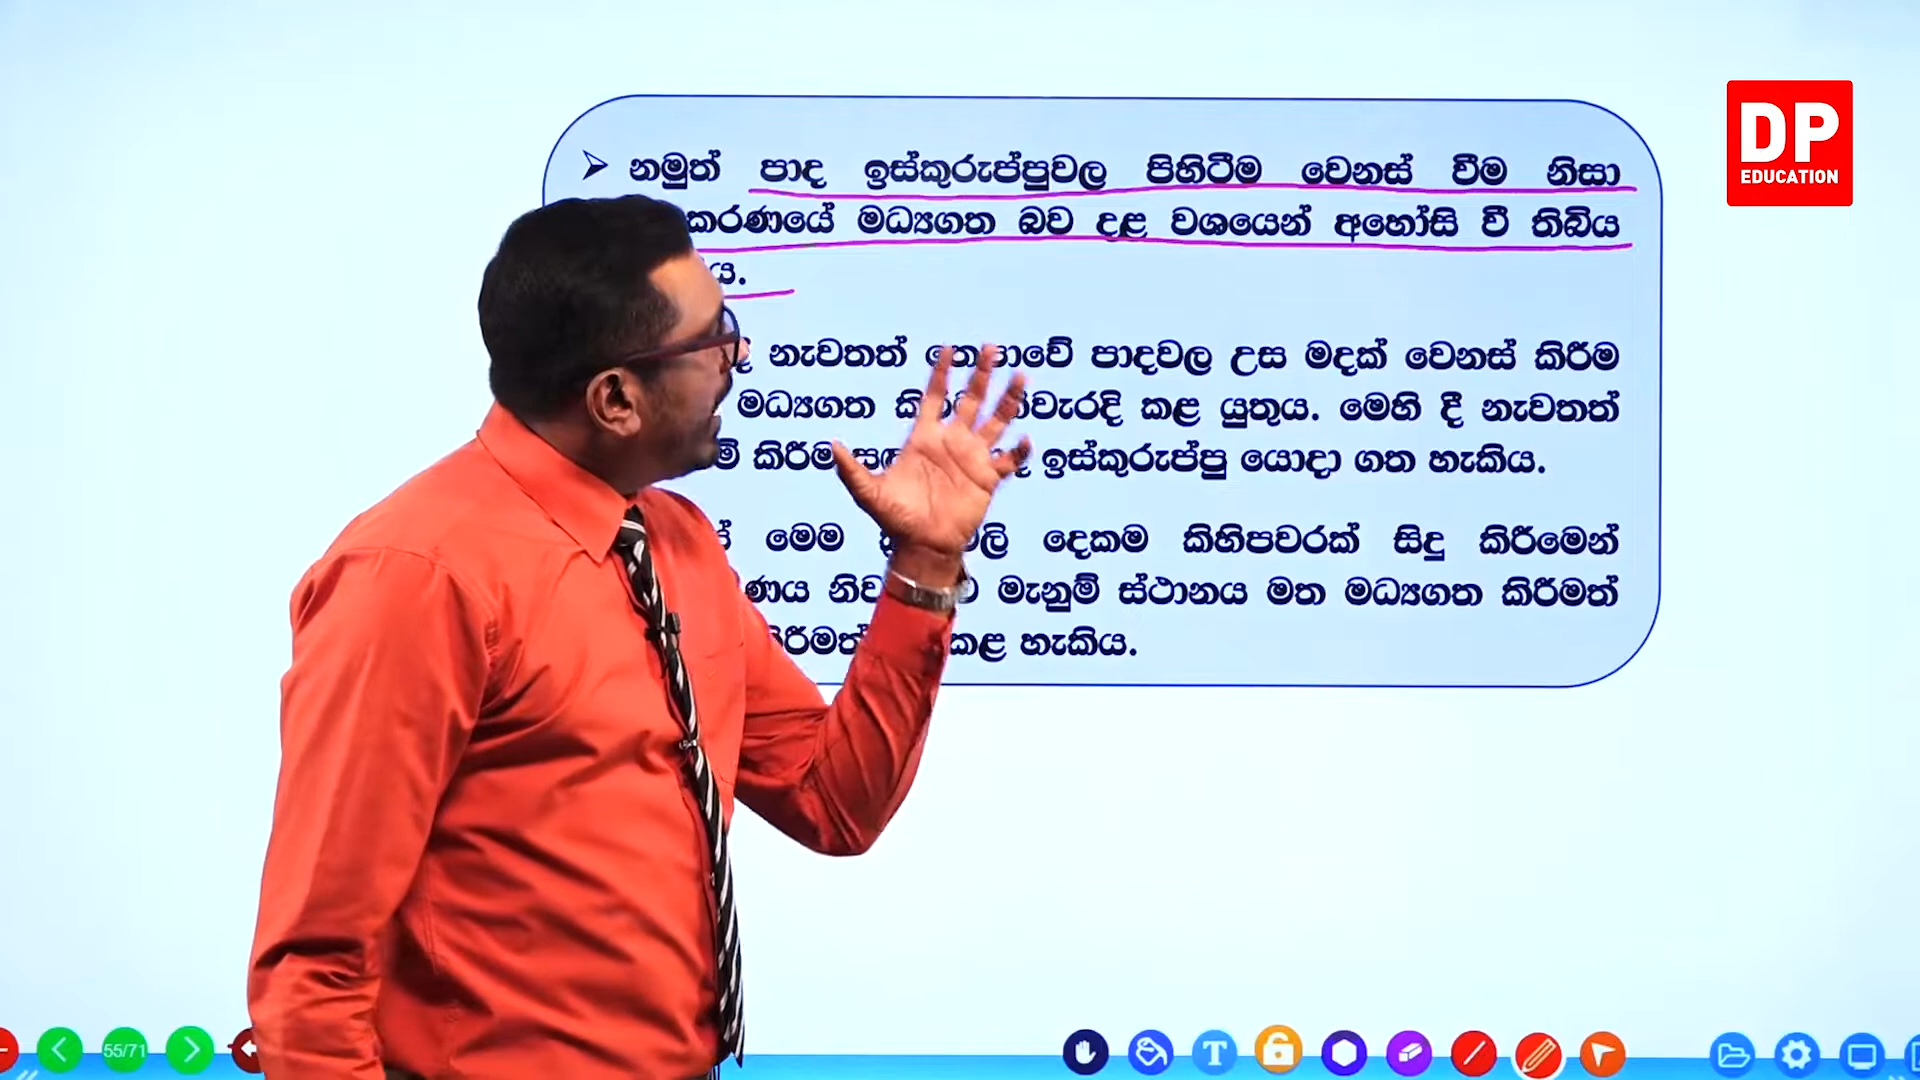 DP
EDUCATION
නමුත් පාද ඉස්කුරුප්පුවල පිහිටීම වෙනස් වීම නිසා
කරණයේ මධ්‍යගත බව දළ වශයෙන් අහෝසි වී තිබිය
ය.
නැවතත් පාදවල උස මදක් වෙනස් කිරීම
මධ්‍යගත නිවැරදි කළ යුතුය. මෙහි දී නැවතත්
කිරීම ඉස්කුරුප්පු යොදා ගත හැකිය.
මෙම දෙකම කිහිපවරක් සිදු කිරීමෙන්
මැනුම් ස්ථානය මත මධ්‍යගත කිරීමත්
කළ හැකිය.
55/71